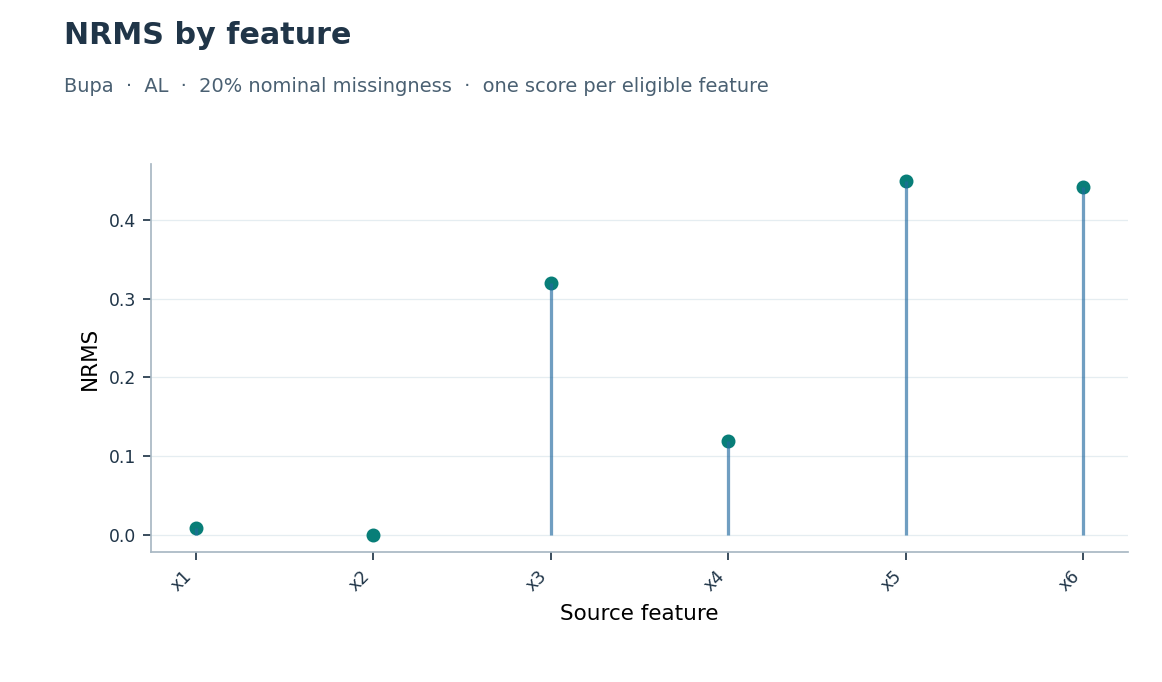 NRMS by feature
Bupa · AL · 20% nominal missingness · one score per eligible feature
0.4
0.3
0.2
0.1
0.0
NRMS
x1 x2 x3 x4 x5 x6
Source feature